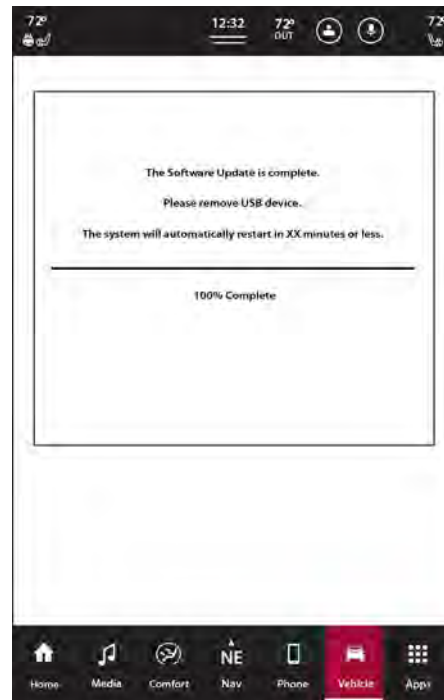 72° 12:32 72° 72°
OUT
The Software Update is complete.
Please remove USB device.
The system will automatically restart in XX minutes or less.
100% Complete
NE
Home Media Comfort Nav Phone Vehicle Apps